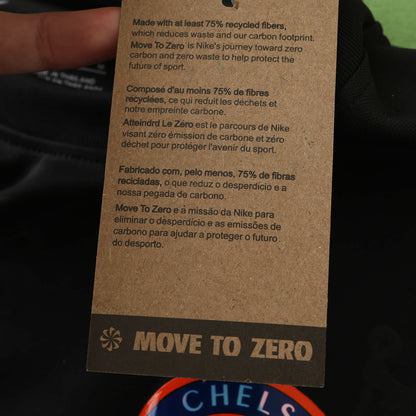 Made with at least 75% recycled fibers,
which reduces waste and our carbon footprint.
Move To Zero is Nike's journey toward zero
carbon and zero waste to help protect the
future of sport.
Composé d'au moins 75% de fibres
recyclées, ce qui reduit les déchets et
notre empreinte carbone.
Atteindrd Le Zéro est le parcours de Nike
visant zéro émission de carbone et zéro
déchet pour protéger l'avenir du sport.
Fabricado com, pelo menos, 75% de fibras
recicladas, o que reduz o desperdício e a
nossa pegada de carbono.
Move To Zero e a missão da Nike para
eliminar o désperdício e as emissões de
carbono para ajudar a proteger o futuro
do desporto.
MOVE TO ZERO
CHELS